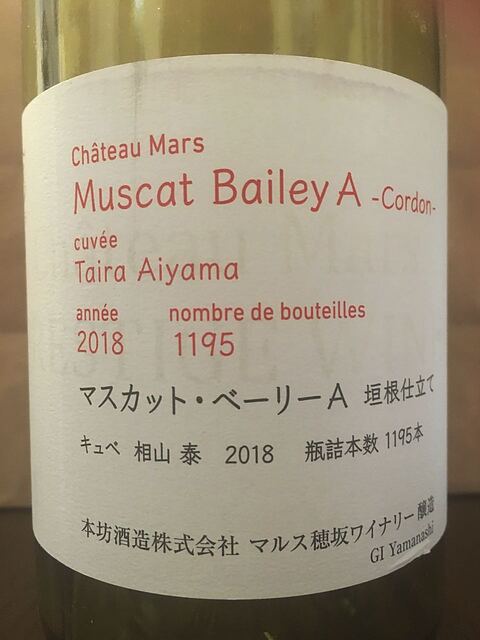 Château Mars
Muscat Bailey A -Cordon-
cuvée
Taira Aiyama
année nombre de bouteilles
2018 1195
マスカット・ベーリーA 垣根仕立て
キュベ 相山 泰 2018 瓶詰本数 1195本
本坊酒造株式会社 マルス穂坂ワイナリー 醸造
GI Yamanashi